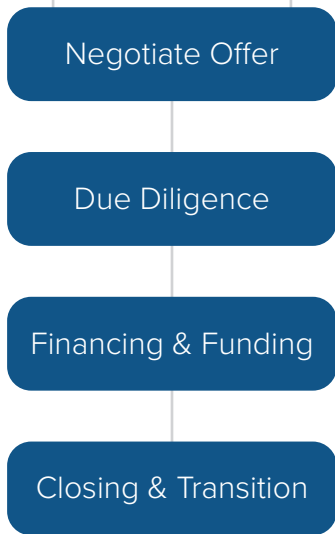 Negotiate Offer
Due Diligence
Financing & Funding
Closing & Transition